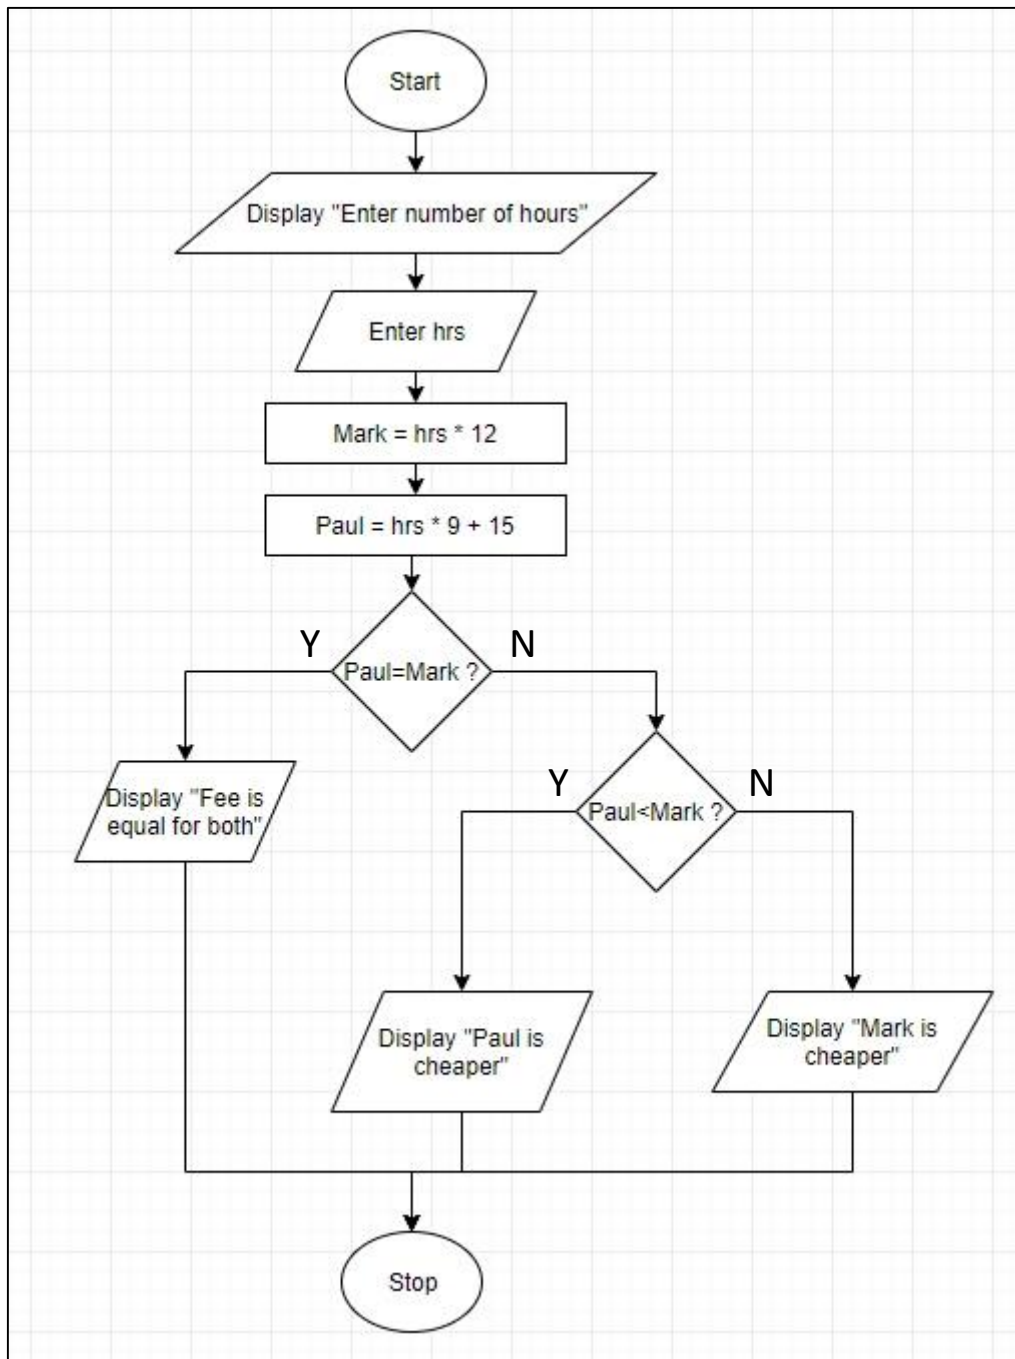 Start
Display "Enter number of hours"
Enter hrs
Mark = hrs * 12
Paul = hrs * 9 + 15
Y
N
Paul=Mark ?
Display "Fee is
equal for both"
Y
N
Paul<Mark ?
Display "Paul is
cheaper"
Display "Mark is
cheaper"
Stop